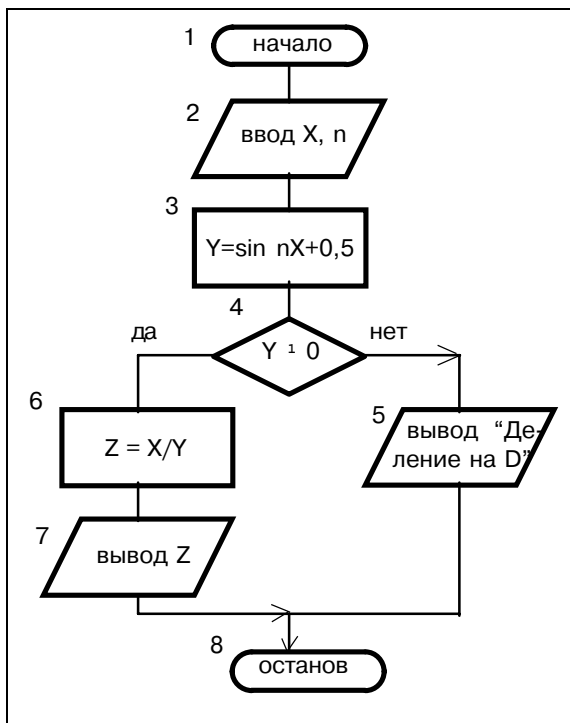 1
начало
2
ввод X, n
3
Y=sin nX+0,5
4
да
нет
Y ¹ 0
6
Z = X/Y
5
вывод “Де-
ление на D”
7
вывод Z
8
останов